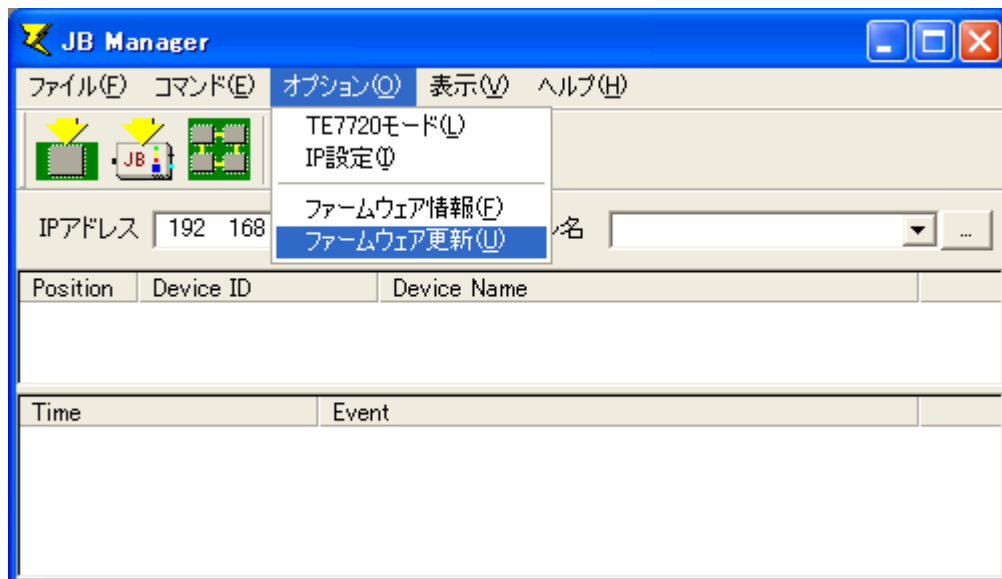 JB Manager
ファイル(F) コマンド(E) オプション(O) 表示(V) ヘルプ(H)
TE7720モード(L)
IP設定(I)
JB
ファームウェア情報(F)
IPアドレス 192 168 名 ...
ファームウェア更新(U)
Position Device ID Device Name
Time Event